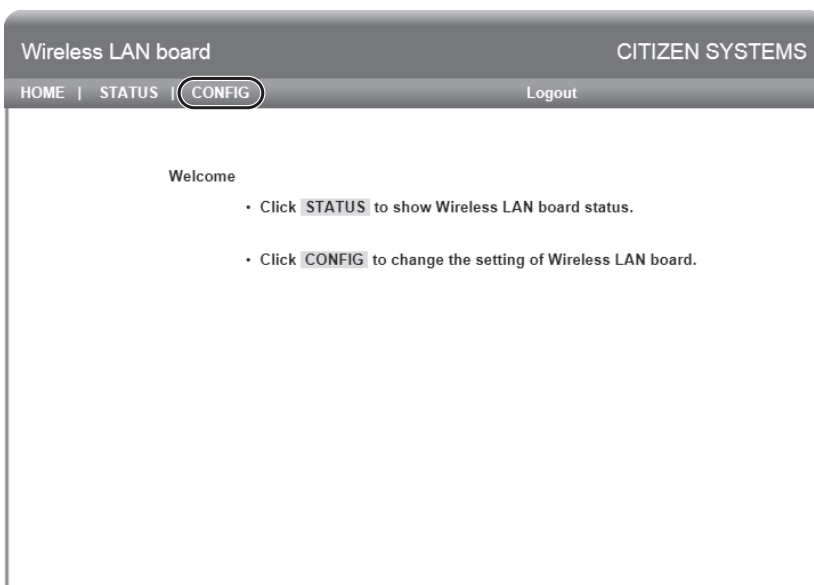 Wireless LAN board CITIZEN SYSTEMS
HOME | STATUS | CONFIG Logout
Welcome
• Click STATUS to show Wireless LAN board status.
• Click CONFIG to change the setting of Wireless LAN board.